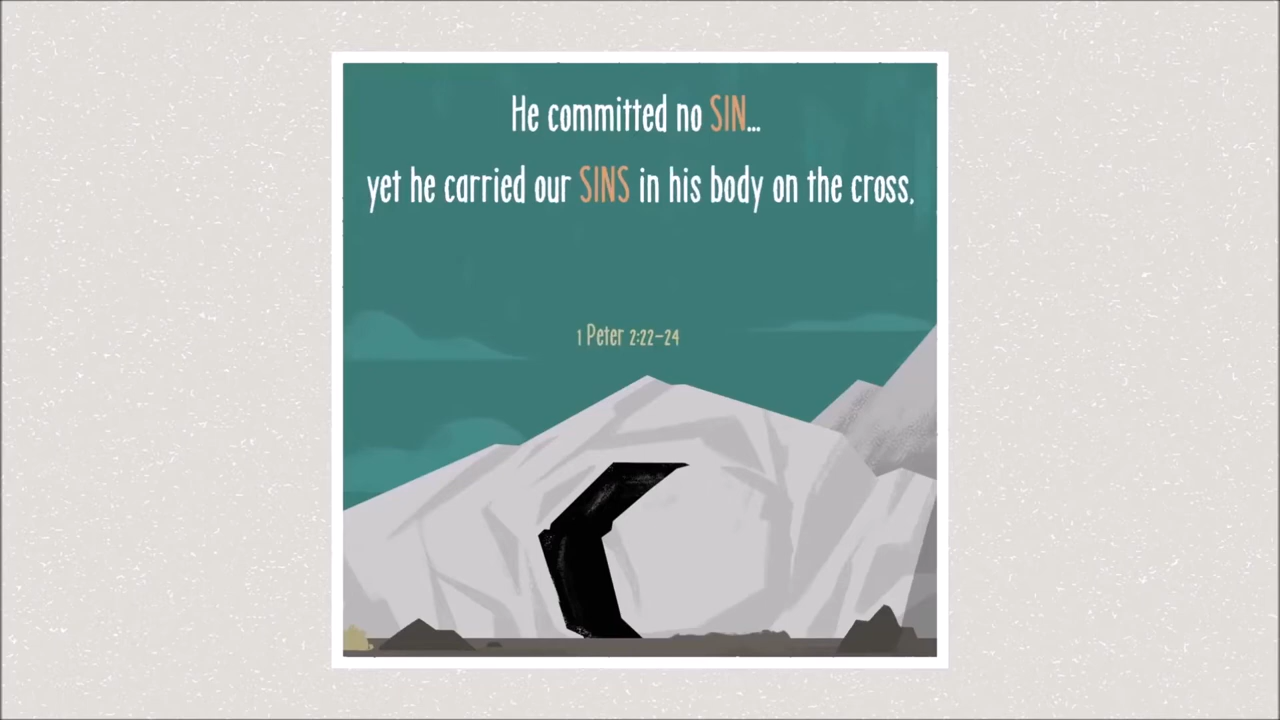 He committed no SIN...
yet he carried our SINS in his body on the cross.
1 Peter 2:22-24